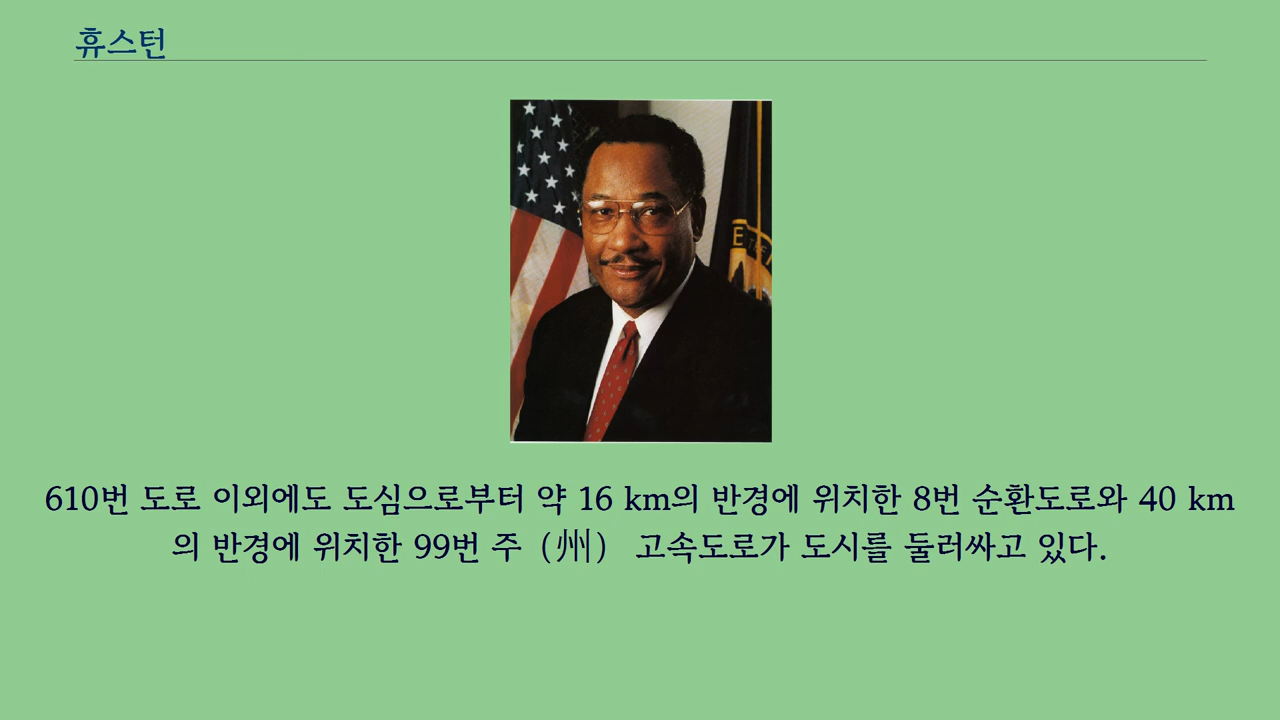 휴스턴
E THE
610번 도로 이외에도 도심으로부터 약 16 km의 반경에 위치한 8번 순환도로와 40 km
의 반경에 위치한 99번 주（州） 고속도로가 도시를 둘러싸고 있다.